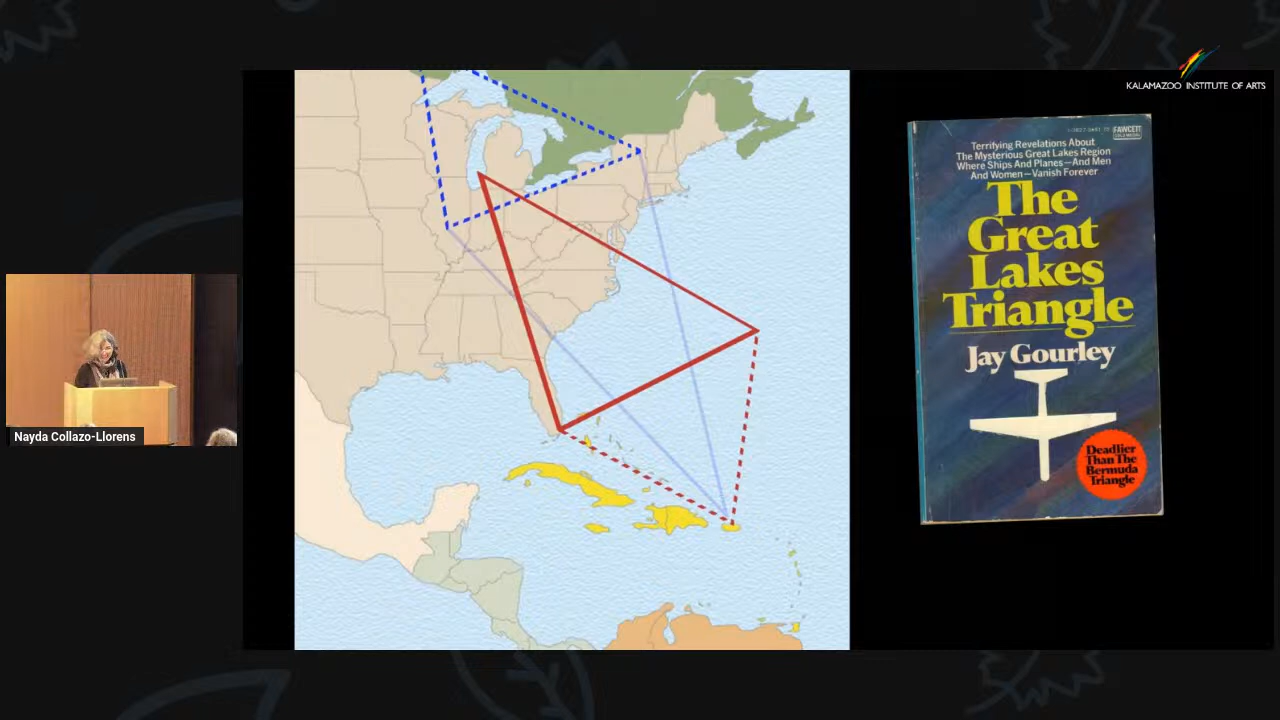 KALAMAZOO INSTITUTE OF ARTS
FAWCETT
Terrifying Revelations About
The Mysterious Great Lakes Region
Where Ships And Planes—And Men
And Women—Vanish Forever
The
Great
Lakes
Triangle
Jay Gourley
Deadlier
Than The
Bermuda
Triangle
Nayda Collazo-Llorens